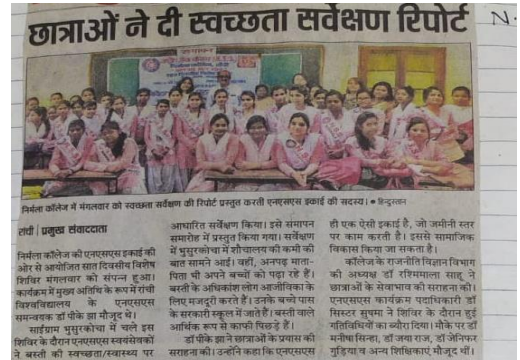 छात्राओं ने दी स्वच्छता सर्वेक्षण रिपोर्ट
निर्मला कॉलेज में मंगलवार को स्वच्छता सर्वेक्षण की रिपोर्ट प्रस्तुत करती एनएसएस इकाई की सदस्य। • हिन्दुस्तान
रांची | प्रमुख संवाददाता
निर्मला कॉलेज की एनएसएस इकाई की
ओर से आयोजित सात दिवसीय विशेष
शिविर मंगलवार को संपन्न हुआ।
कार्यक्रम में मुख्य अतिथि के रूप में रांची
विश्वविद्यालय के एनएसएस
समन्वयक डॉ पीके झा मौजूद थे।
साईग्राम भुसुरकोचा में चले इस
शिविर के दौरान एनएसएस स्वयंसेवकों
ने बस्ती की स्वच्छता/स्वास्थ्य पर
आधारित सर्वेक्षण किया। इसे समापन
समारोह में प्रस्तुत किया गया। सर्वेक्षण
में भुसुरकोचा में शौचालय की कमी की
बात सामने आई। वहीं, अनपढ़ माता-
पिता भी अपने बच्चों को पढ़ा रहे हैं।
बस्ती के अधिकांश लोग आजीविका के
लिए मजदूरी करते हैं। उनके बच्चे पास
के सरकारी स्कूल में जाते हैं। बस्ती वाले
आर्थिक रूप से काफी पिछड़े हैं।
डॉ पीके झा ने छात्राओं के प्रयास की
सराहना की। उन्होंने कहा कि एनएसएस
ही एक ऐसी इकाई है, जो जमीनी स्तर
पर काम करती है। इससे सामाजिक
विकास किया जा सकता है।
कॉलेज के राजनीति विज्ञान विभाग
की अध्यक्ष डॉ रश्मिमाला साहू ने
छात्राओं के सेवाभाव की सराहना की।
एनएसएस कार्यक्रम पदाधिकारी डॉ
सिस्टर सुषमा ने शिविर के दौरान हुई
गतिविधियों का ब्यौरा दिया। मौके पर डॉ
मनीषा सिन्हा, डॉ जया राज, डॉ जेनिफर
गुड़िया व अन्य शिक्षिकाएं मौजूद थीं।
N.